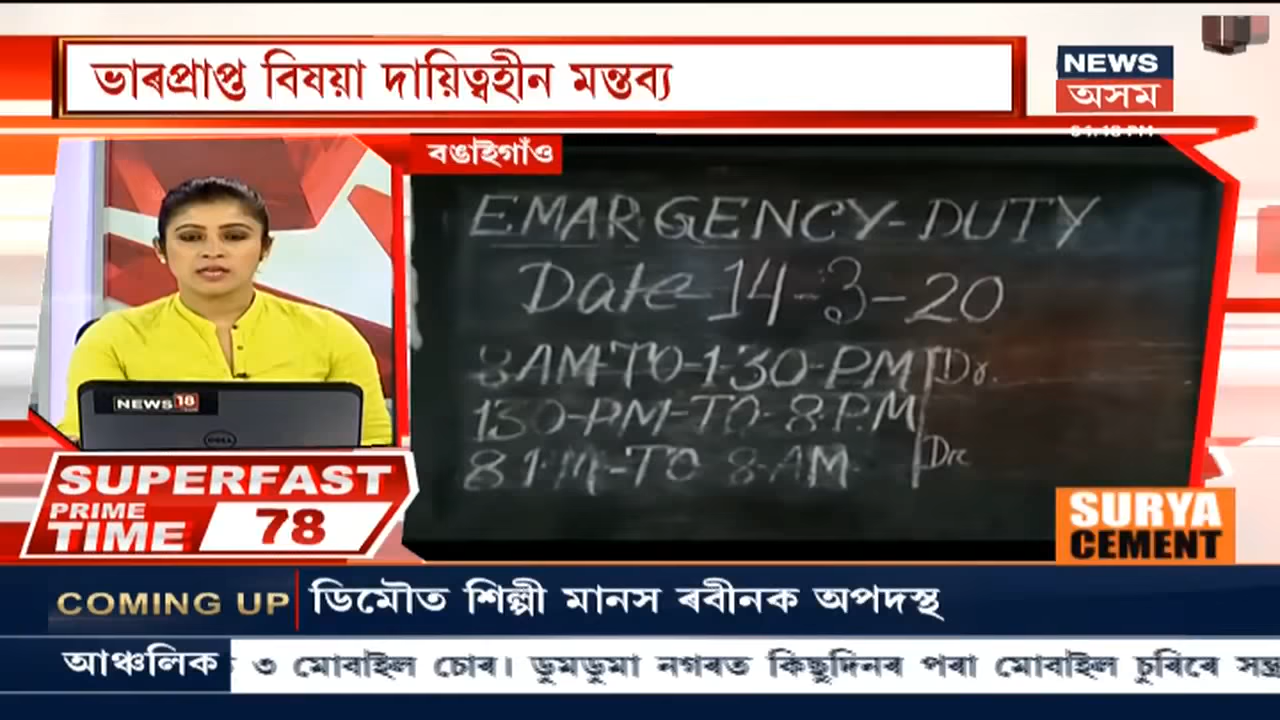 ভাৰপ্ৰাপ্ত বিষয়া দায়িত্বহীন মন্তব্য
NEWS
অসম
বঙাইগাঁও
EMARGENCY-DUTY
Date-14-3-20
8AM-TO-1-30-PM Dr.
130-PM-TO-8.P.M
8 P.M-TO 8-AM
NEWS18
DELL
SUPERFAST
PRIME
TIME 78
SURYA
CEMENT
COMING UP ডিমৌত শিল্পী মানস ৰবীনক অপদস্থ
আঞ্চলিক ৩ মোবাইল চোৰ। ডুমডুমা নগৰত কিছুদিনৰ পৰা মোবাইল চুৰিৰে